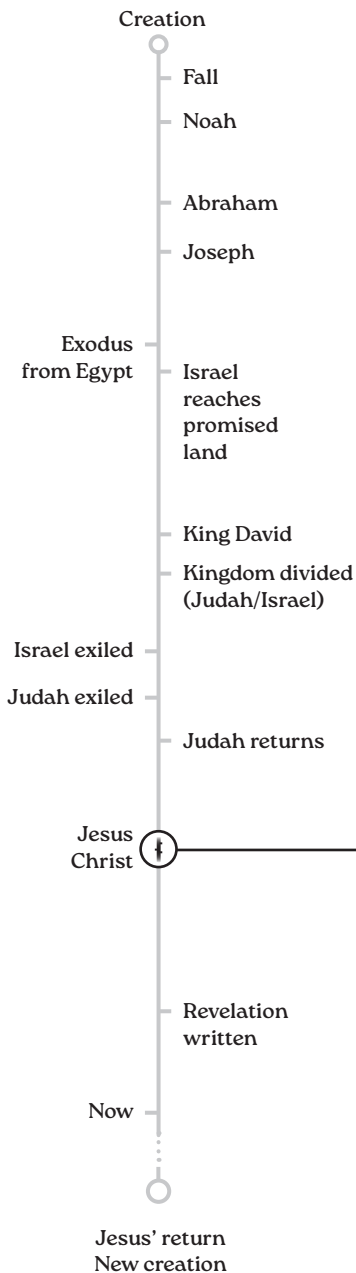 Creation
Fall
Noah
Abraham
Joseph
Exodus
from Egypt
Israel
reaches
promised
land
King David
Kingdom divided
(Judah/Israel)
Israel exiled
Judah exiled
Judah returns
Jesus
Christ
Revelation
written
Now
Jesus’ return
New creation